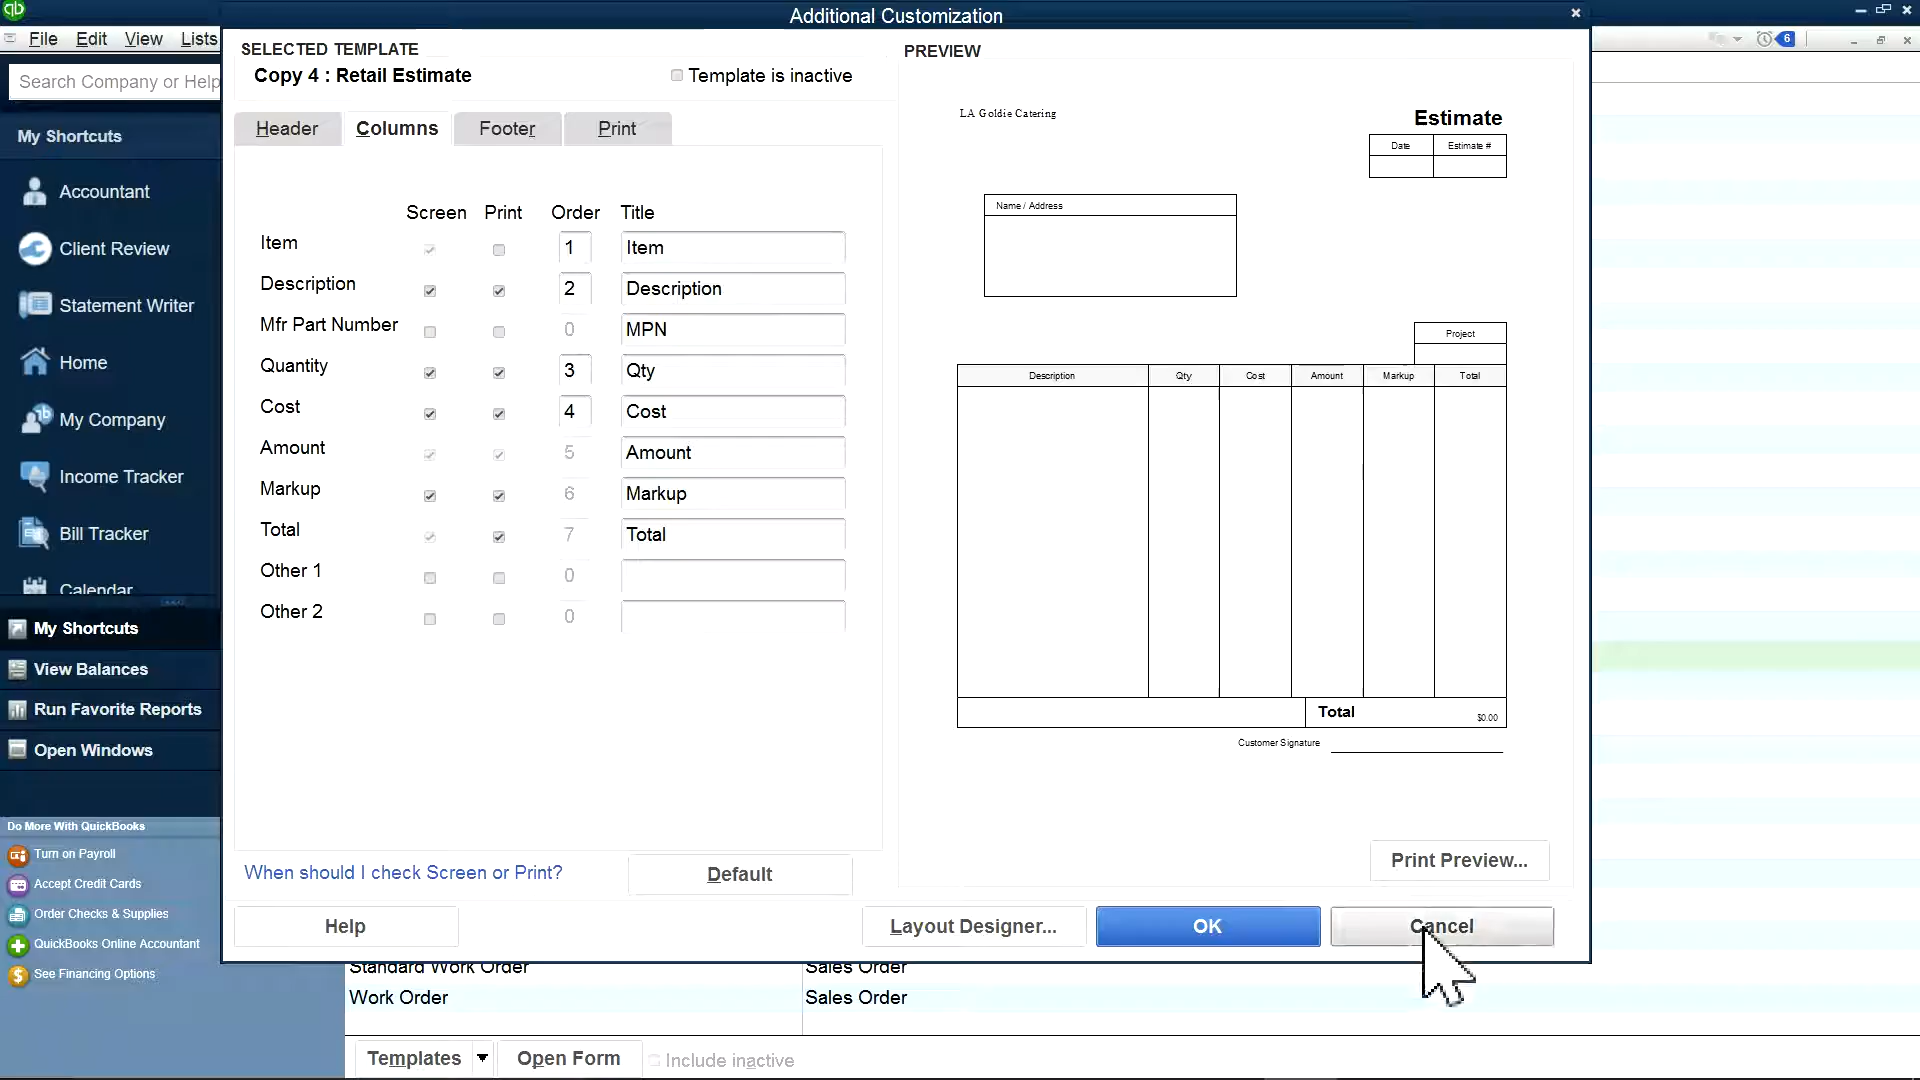 Additional Customization
File Edit View Lists
6
Search Company or Help
My Shortcuts
Accountant
Client Review
Statement Writer
Home
My Company
Income Tracker
Bill Tracker
Calendar
My Shortcuts
View Balances
Run Favorite Reports
Open Windows
Do More With QuickBooks
Turn on Payroll
Accept Credit Cards
Order Checks & Supplies
QuickBooks Online Accountant
See Financing Options
SELECTED TEMPLATE
Copy 4 : Retail Estimate
Template is inactive
Header Columns Footer Print
Screen Print Order Title
Item 1 Item
Description 2 Description
Mfr Part Number 0 MPN
Quantity 3 Qty
Cost 4 Cost
Amount 5 Amount
Markup 6 Markup
Total 7 Total
Other 1 0
Other 2 0
When should I check Screen or Print?
Default
PREVIEW
LA Goldie Catering
Estimate
Date Estimate #
Name / Address
Project
Description Qty Cost Amount Markup Total
Total $0.00
Customer Signature
Print Preview...
Help
Layout Designer...
OK
Cancel
Standard Work Order Sales Order
Work Order Sales Order
Templates
Open Form
Include inactive